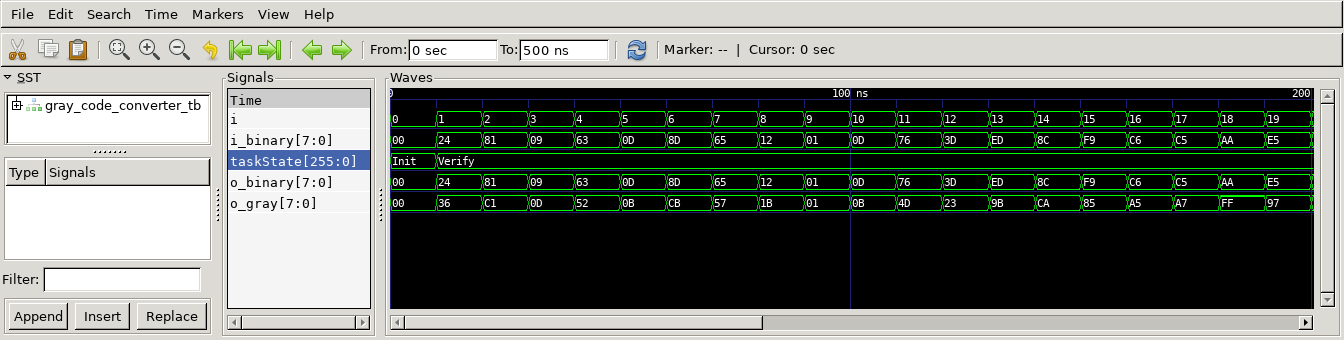 File Edit Search Time Markers View Help
From: 0 sec To: 500 ns Marker: -- | Cursor: 0 sec
SST
gray_code_converter_tb
Type Signals
Filter:
Append Insert Replace
Signals
Time
i
i_binary[7:0]
taskState[255:0]
o_binary[7:0]
o_gray[7:0]
Waves
0 100 ns 200
0 1 2 3 4 5 6 7 8 9 10 11 12 13 14 15 16 17 18 19
00 24 81 09 63 0D 8D 65 12 01 0D 76 3D ED 8C F9 C6 C5 AA E5
Init Verify
00 24 81 09 63 0D 8D 65 12 01 0D 76 3D ED 8C F9 C6 C5 AA E5
00 36 C1 0D 52 0B CB 57 1B 01 0B 4D 23 9B CA 85 A5 A7 FF 97